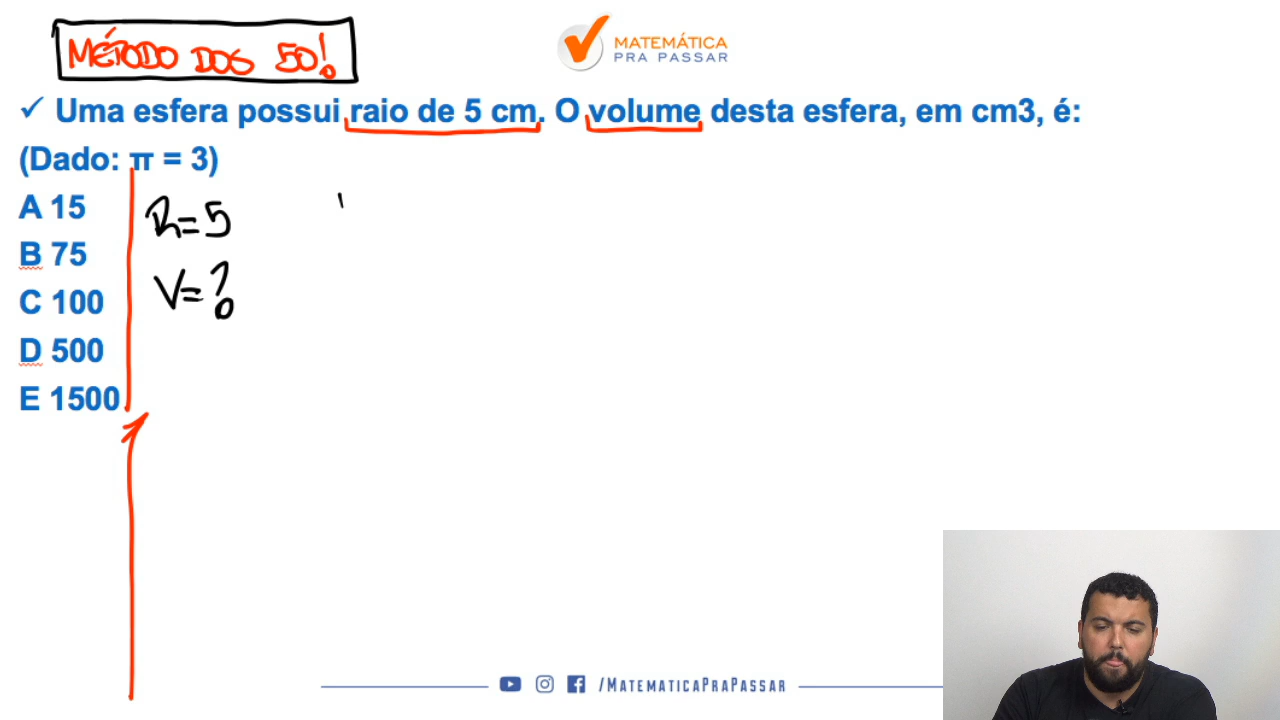 MÉTODO DOS 50!
MATEMÁTICA
PRA PASSAR
✓ Uma esfera possui raio de 5 cm. O volume desta esfera, em cm3, é:
(Dado: π = 3)
A 15
B 75
C 100
D 500
E 1500
R=5
V=?
/MATEMATICAPRAPASSAR